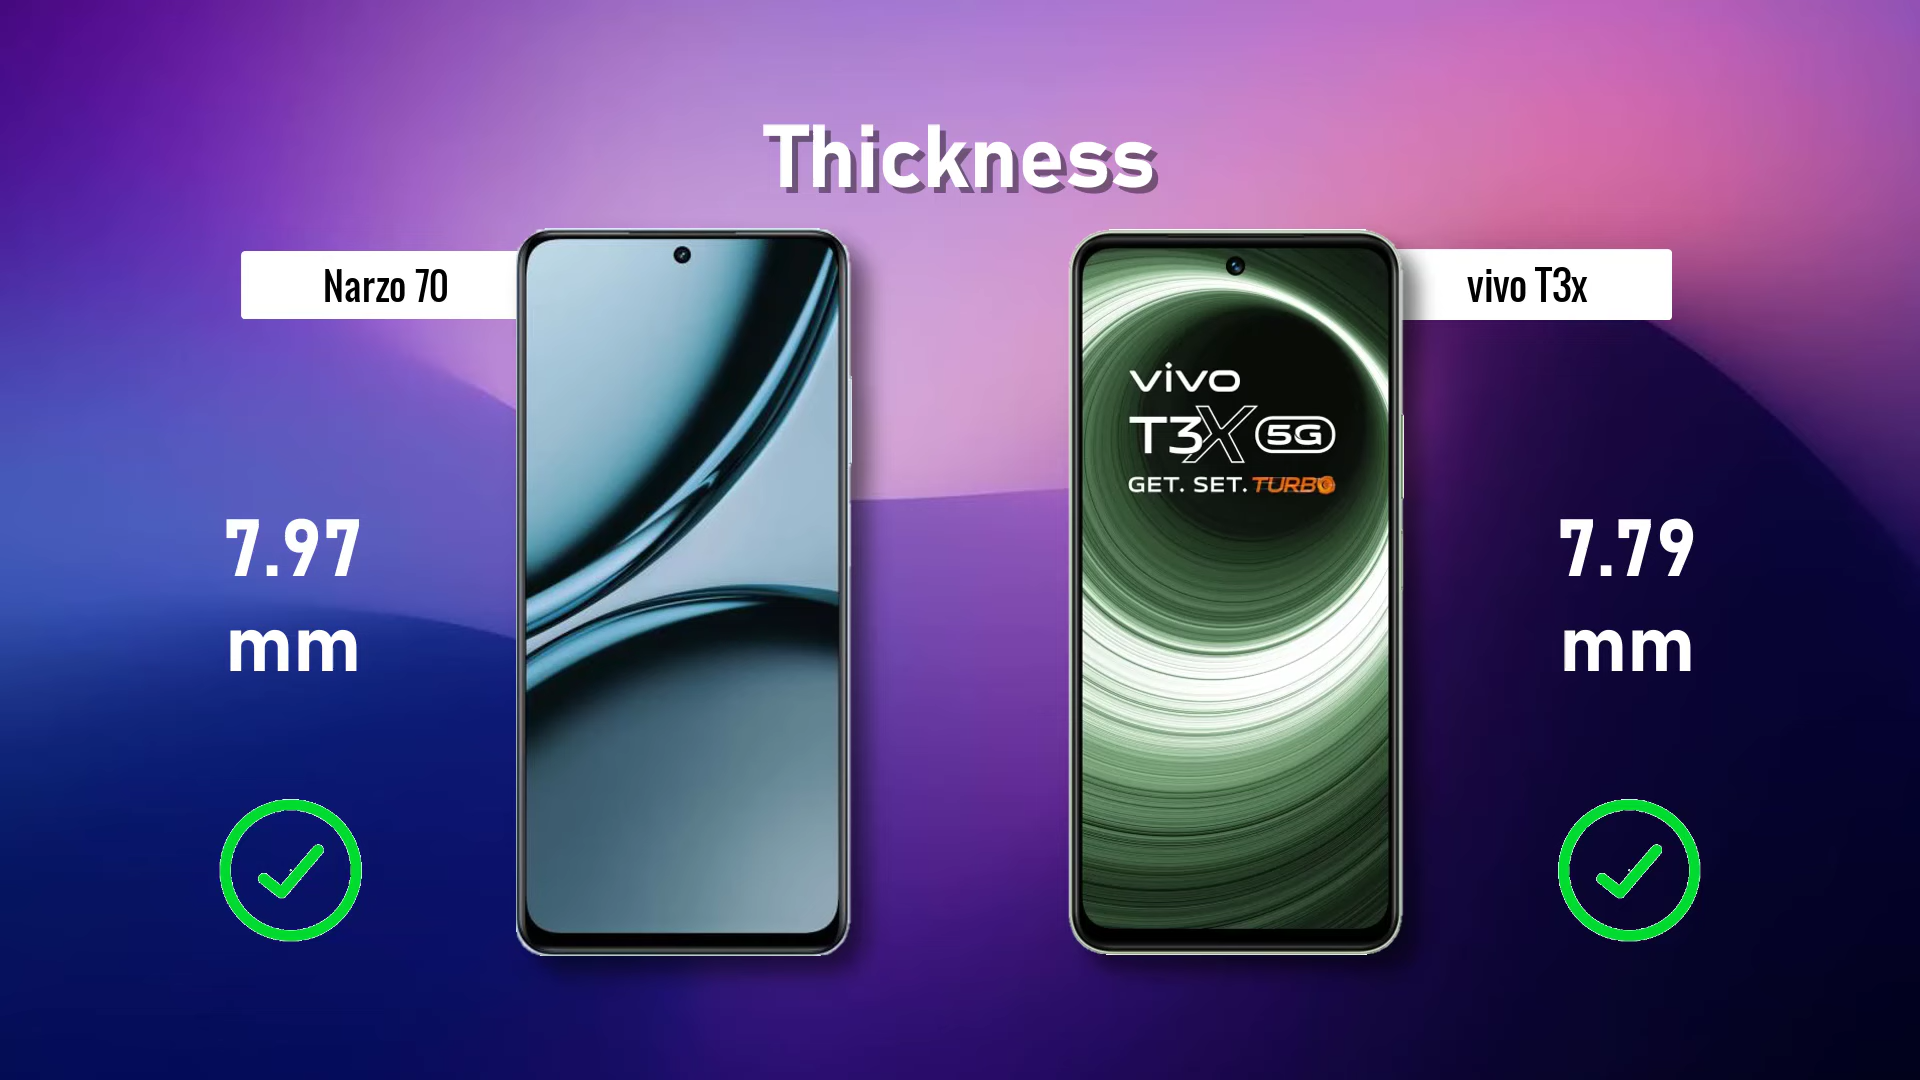 Thickness
Narzo 70
vivo T3x
vivo
T3X 5G
GET. SET. TURBO
7.97
mm
7.79
mm